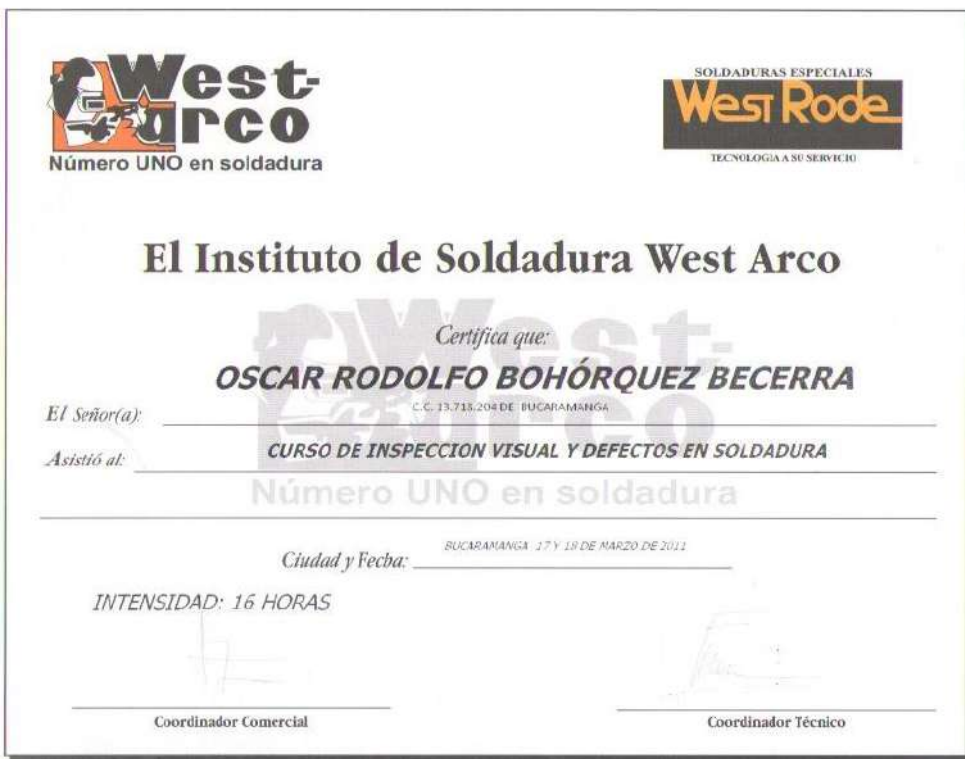 West-
arco
Número UNO en soldadura
SOLDADURAS ESPECIALES
WEST RODE
TECNOLOGIA A SU SERVICIO
El Instituto de Soldadura West Arco
Certifica que:
OSCAR RODOLFO BOHÓRQUEZ BECERRA
C.C. 13.718.204 DE BUCARAMANGA
El Señor(a):
Asistió al: CURSO DE INSPECCION VISUAL Y DEFECTOS EN SOLDADURA
West-
arco
Número UNO en soldadura
Ciudad y Fecha: BUCARAMANGA 17 Y 18 DE MARZO DE 2011
INTENSIDAD: 16 HORAS
Coordinador Comercial
Coordinador Técnico